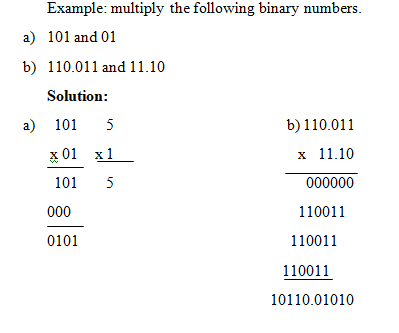 Example: multiply the following binary numbers.
a) 101 and 01
b) 110.011 and 11.10
Solution:
a) 101 5 b) 110.011
x 01 x 1 x 11.10
101 5 000000
000 110011
0101 110011
110011
10110.01010